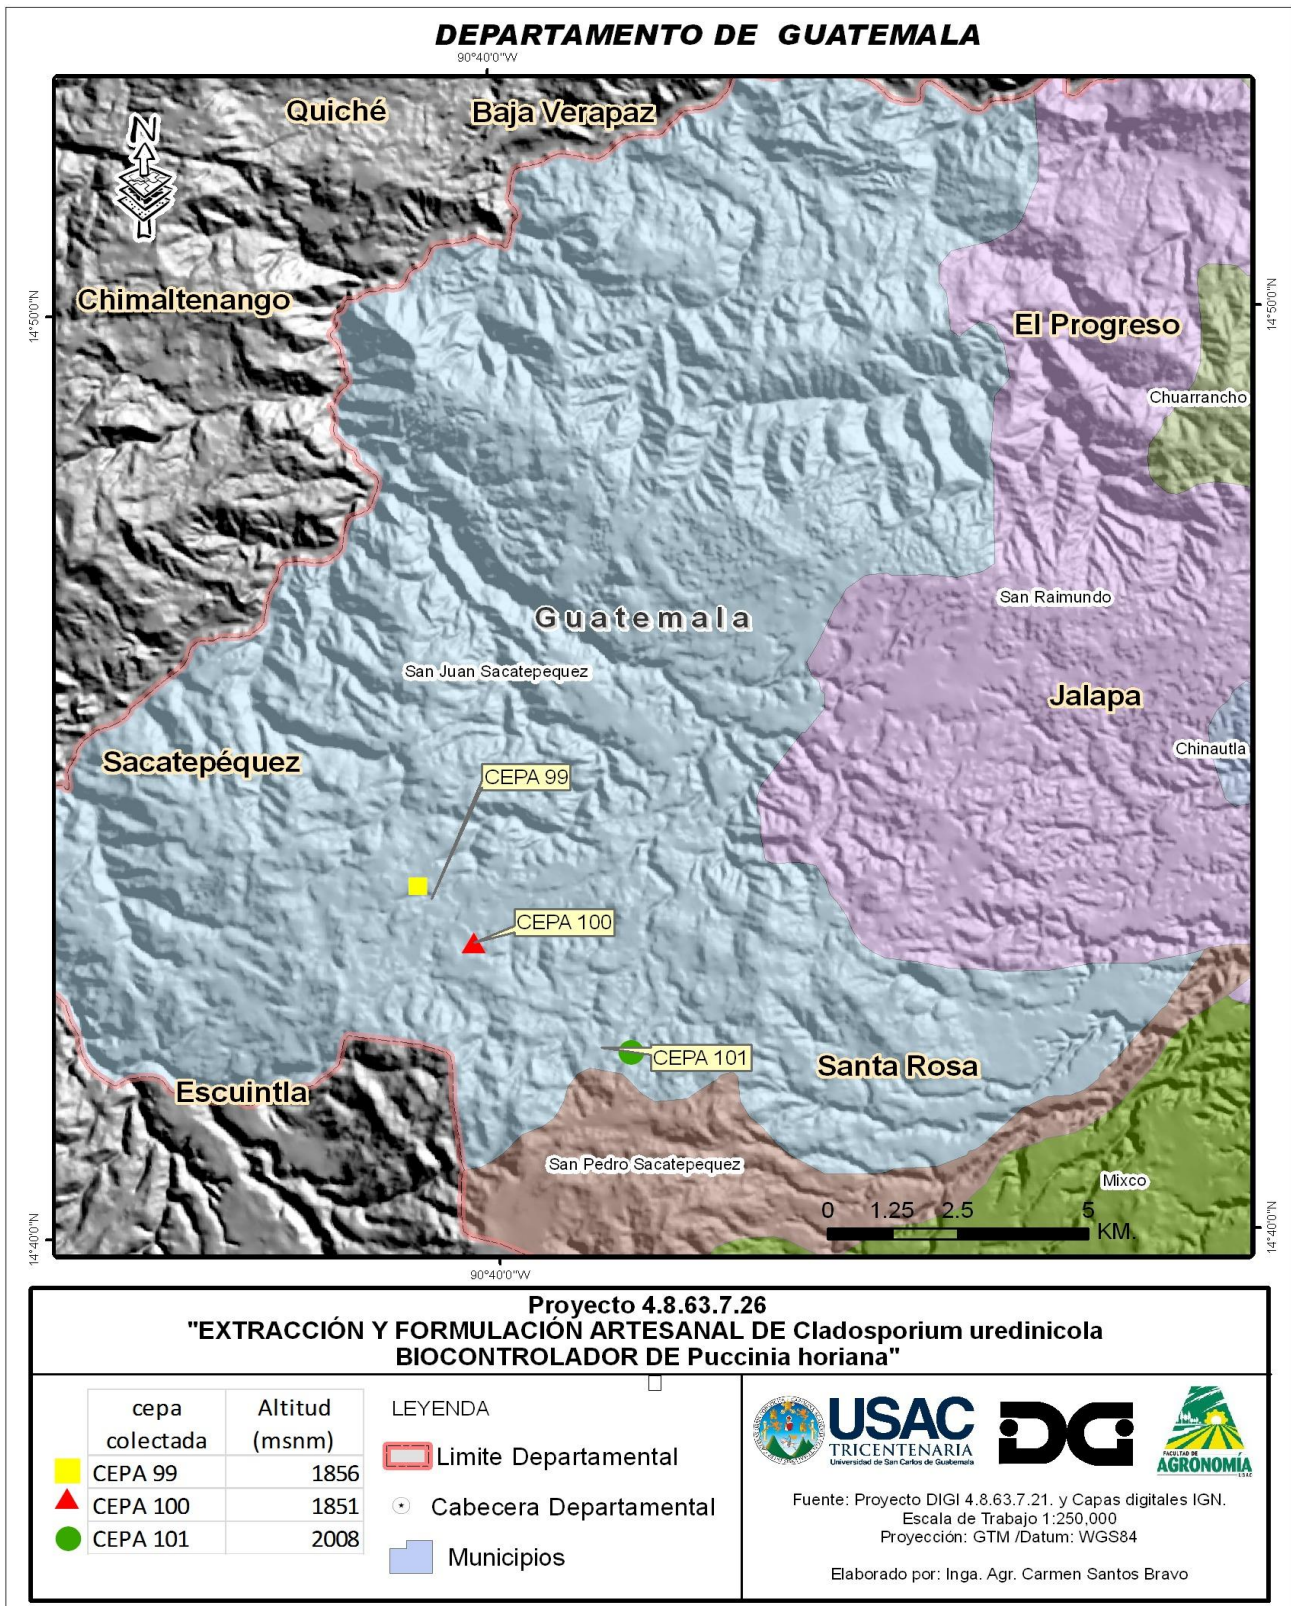 DEPARTAMENTO DE GUATEMALA
90°40'0"W
Quiché
Baja Verapaz
N
Chimaltenango
14°50'0"N
14°50'0"N
El Progreso
Chuarrancho
San Raimundo
Guatemala
San Juan Sacatepequez
Jalapa
Chinautla
Sacatepéquez
CEPA 99
CEPA 100
CEPA 101
Santa Rosa
Escuintla
San Pedro Sacatepequez
Mixco
0 1.25 2.5 5
KM.
14°40'0"N
14°40'0"N
90°40'0"W
Proyecto 4.8.63.7.26
"EXTRACCIÓN Y FORMULACIÓN ARTESANAL DE Cladosporium uredinicola
BIOCONTROLADOR DE Puccinia horiana"
cepa colectada
Altitud (msnm)
CEPA 99 1856
CEPA 100 1851
CEPA 101 2008
LEYENDA
Limite Departamental
Cabecera Departamental
Municipios
USAC
TRICENTENARIA
Universidad de San Carlos de Guatemala
DGi
FACULTAD DE
AGRONOMÍA
USAC
Fuente: Proyecto DIGI 4.8.63.7.21. y Capas digitales IGN.
Escala de Trabajo 1:250,000
Proyección: GTM /Datum: WGS84
Elaborado por: Inga. Agr. Carmen Santos Bravo